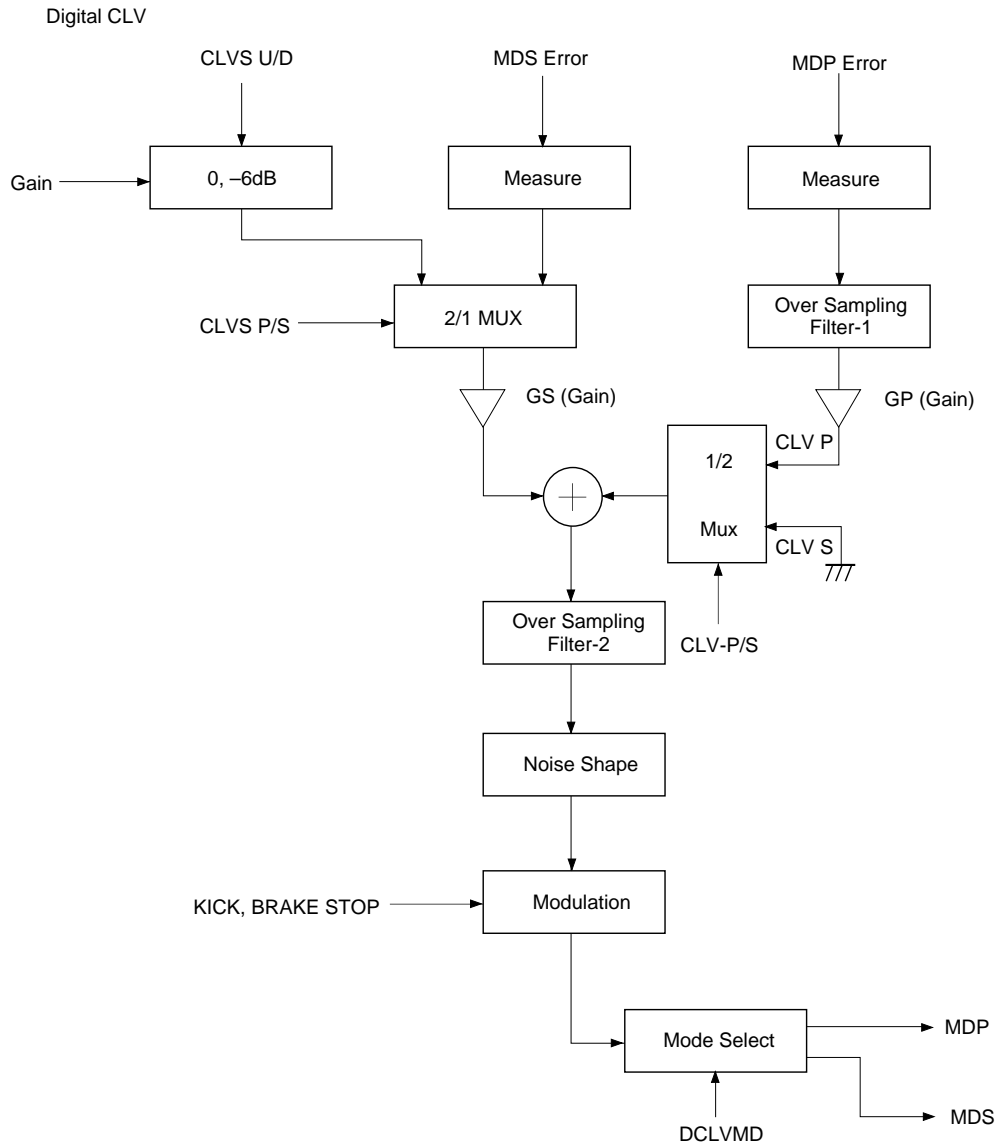 Digital CLV
CLVS U/D
MDS Error
MDP Error
Gain
0, –6dB
Measure
Measure
CLVS P/S
2/1 MUX
Over Sampling
Filter-1
GS (Gain)
GP (Gain)
CLV P
1/2
Mux
CLV S
Over Sampling
Filter-2
CLV-P/S
Noise Shape
KICK, BRAKE STOP
Modulation
Mode Select
MDP
MDS
DCLVMD